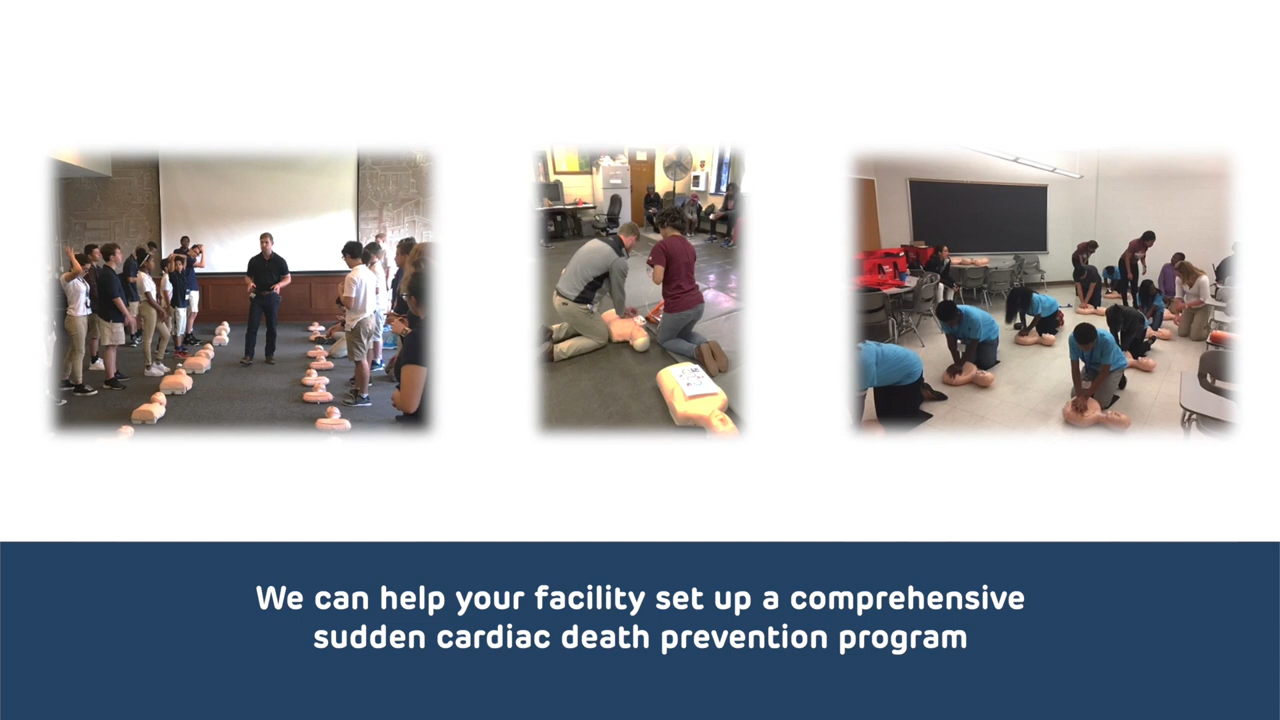 We can help your facility set up a comprehensive
sudden cardiac death prevention program